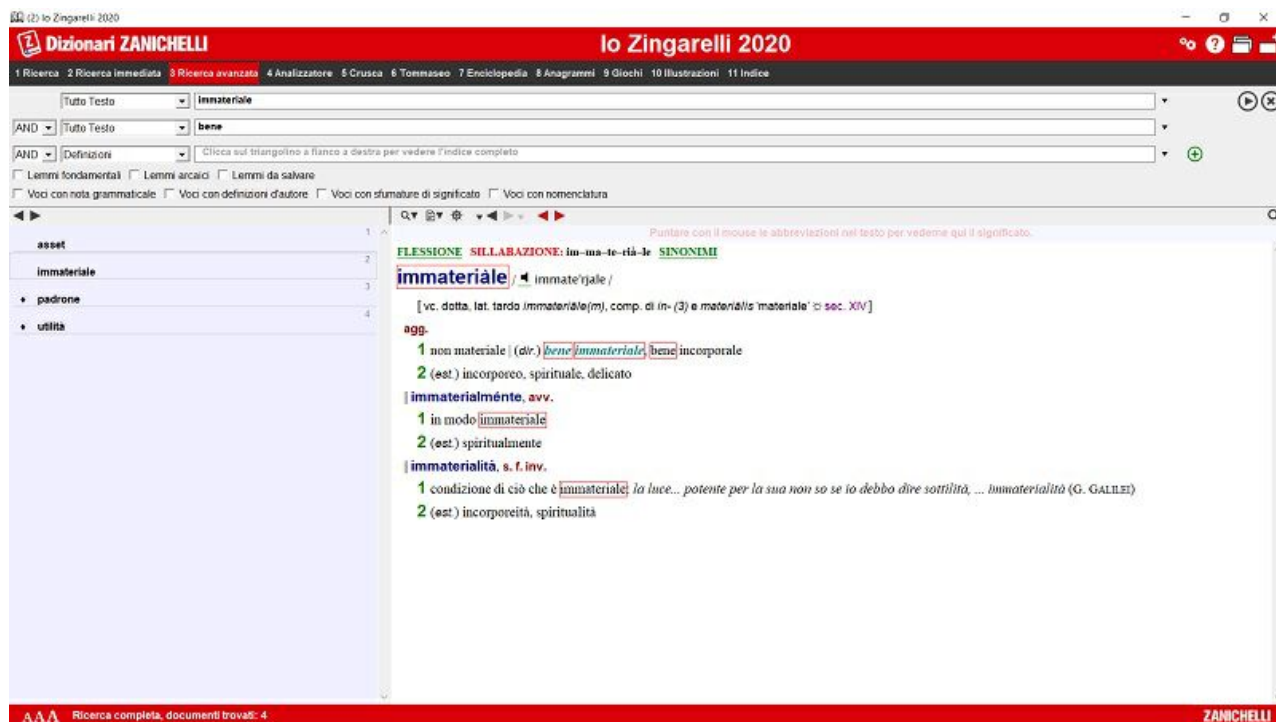 (2) lo Zingarelli 2020
Dizionari ZANICHELLI
lo Zingarelli 2020
1 Ricerca 2 Ricerca immediata 3 Ricerca avanzata 4 Analizzatore 5 Crusca 6 Tommaseo 7 Enciclopedia 8 Anagrammi 9 Giochi 10 Illustrazioni 11 Indice
Tutto Testo immateriale
AND Tutto Testo bene
AND Definizioni Clicca sul triangolino a fianco a destra per vedere l'indice completo
Lemmi fondamentali Lemmi arcaici Lemmi da salvare
Voci con nota grammaticale Voci con definizioni d'autore Voci con sfumature di significato Voci con nomenclatura
1
asset
2
immateriale
3
padrone
4
utilità
Puntare con il mouse le abbreviazioni nel testo per vederne qui il significato.
FLESSIONE SILLABAZIONE: im–ma–te–rià–le SINONIMI
immateriàle / immate'rjale /
[vc. dotta, lat. tardo immateriāle(m), comp. di in- (3) e materiālis 'materiale' sec. XIV]
agg.
1 non materiale | (dir.) bene immateriale, bene incorporale
2 (est.) incorporeo, spirituale, delicato
|| immaterialménte, avv.
1 in modo immateriale
2 (est.) spiritualmente
|| immaterialità, s. f. inv.
1 condizione di ciò che è immateriale: la luce... potente per la sua non so se io debbo dire sottilità, ... immaterialità (G. GALILEI)
2 (est.) incorporeità, spiritualità
AAA Ricerca completa, documenti trovati: 4
ZANICHELLI